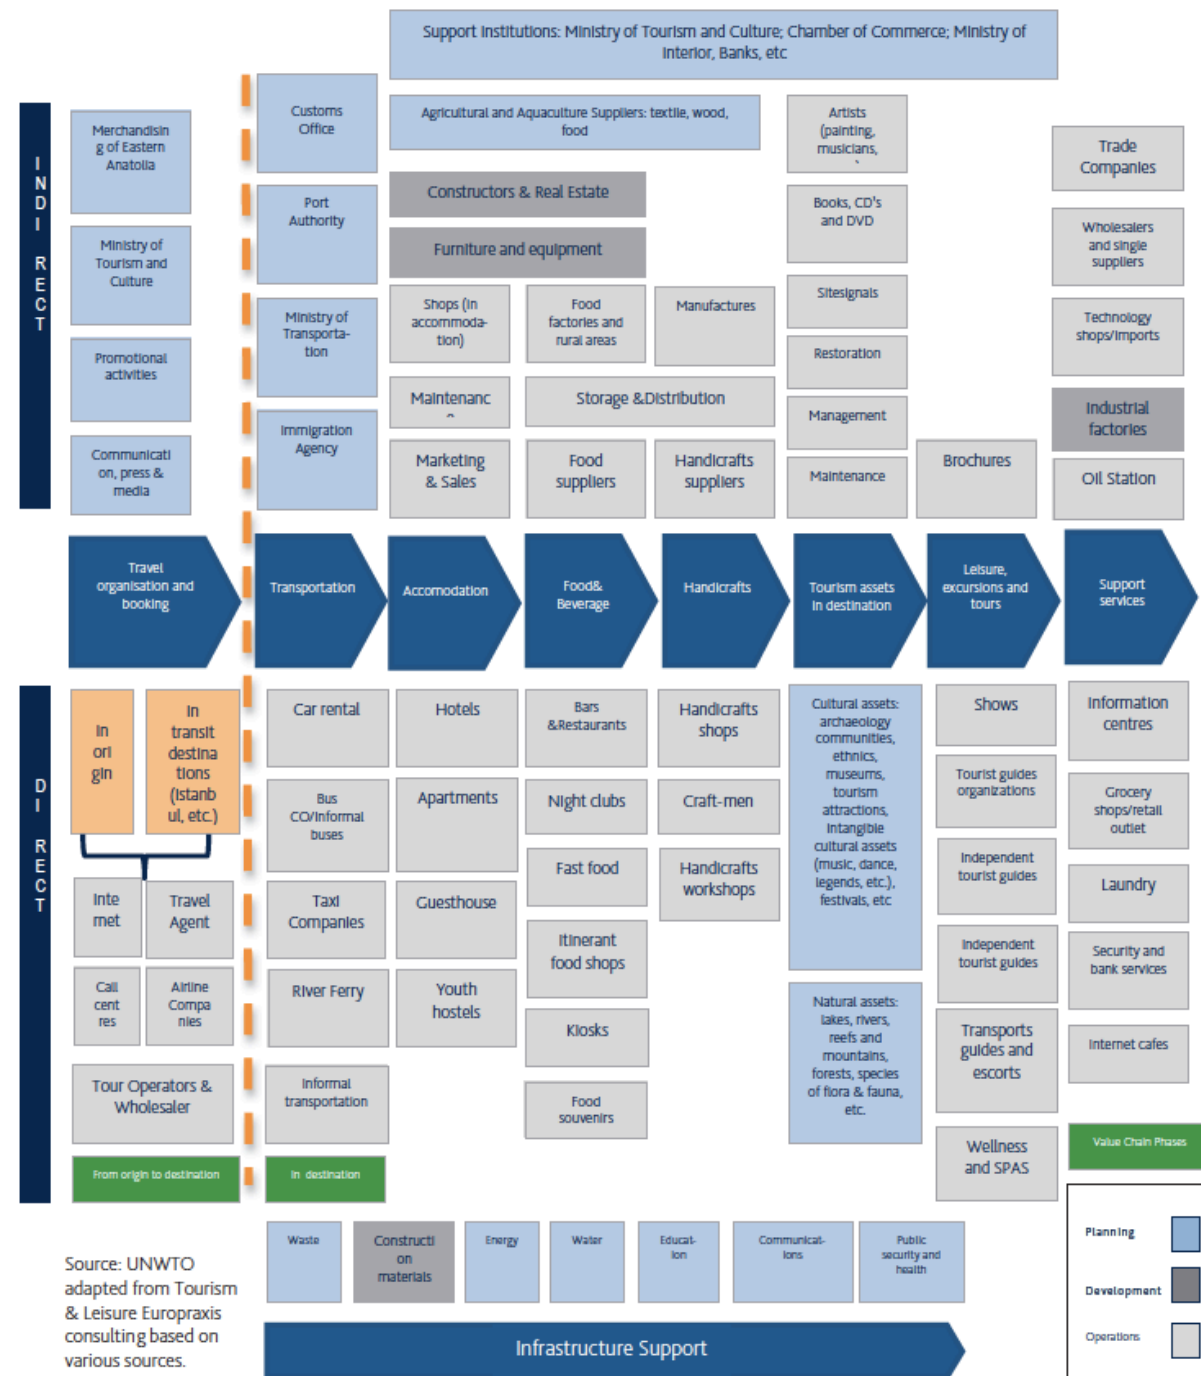 Support Institutions: Ministry of Tourism and Culture; Chamber of Commerce; Ministry of
Interior, Banks, etc
INDI RECT
Merchandisin
g of Eastern
Anatolia
Ministry of
Tourism and
Culture
Promotional
activities
Communicati
on, press &
media
Customs
Office
Port
Authority
Ministry of
Transporta-
tion
Immigration
Agency
Agricultural and Aquaculture Suppliers: textile, wood,
food
Constructors & Real Estate
Furniture and equipment
Shops (in
accommoda-
tion)
Food
factories and
rural areas
Manufactures
Maintenanc
Storage &Distribution
Marketing
& Sales
Food
suppliers
Handicrafts
suppliers
Artists
(painting,
musicians,
Books, CD's
and DVD
Sitesignals
Restoration
Management
Maintenance
Brochures
Trade
Companies
Wholesalers
and single
suppliers
Technology
shops/imports
Industrial
factories
Oil Station
Travel
organisation and
booking
Transportation
Accomodation
Food&
Beverage
Handicrafts
Tourism assets
in destination
Leisure,
excursions and
tours
Support
services
DI RECT
In
ori
gin
In
transit
destina
tions
(Istanb
ul, etc.)
Inte
rnet
Travel
Agent
Call
cent
res
Airline
Compa
nies
Tour Operators &
Wholesaler
From origin to destination
Car rental
Bus
CO/Informal
buses
Taxi
Companies
River Ferry
Informal
transportation
In destination
Hotels
Apartments
Guesthouse
Youth
hostels
Bars
&Restaurants
Night clubs
Fast food
Itinerant
food shops
Kiosks
Food
souvenirs
Handicrafts
shops
Craft-men
Handicrafts
workshops
Cultural assets:
archaeology
communities,
ethnics,
museums,
tourism
attractions,
intangible
cultural assets
(music, dance,
legends, etc.),
festivals, etc
Natural assets:
lakes, rivers,
reefs and
mountains,
forests, species
of flora & fauna,
etc.
Shows
Tourist guides
organizations
Independent
tourist guides
Independent
tourist guides
Transports
guides and
escorts
Wellness
and SPAS
Information
centres
Grocery
shops/retail
outlet
Laundry
Security and
bank services
Internet cafes
Value Chain Phases
Planning
Development
Operations
Waste
Constructi
on
materials
Energy
Water
Educat-
ion
Communicat-
ions
Public
security and
health
Infrastructure Support
Source: UNWTO
adapted from Tourism
& Leisure Europraxis
consulting based on
various sources.